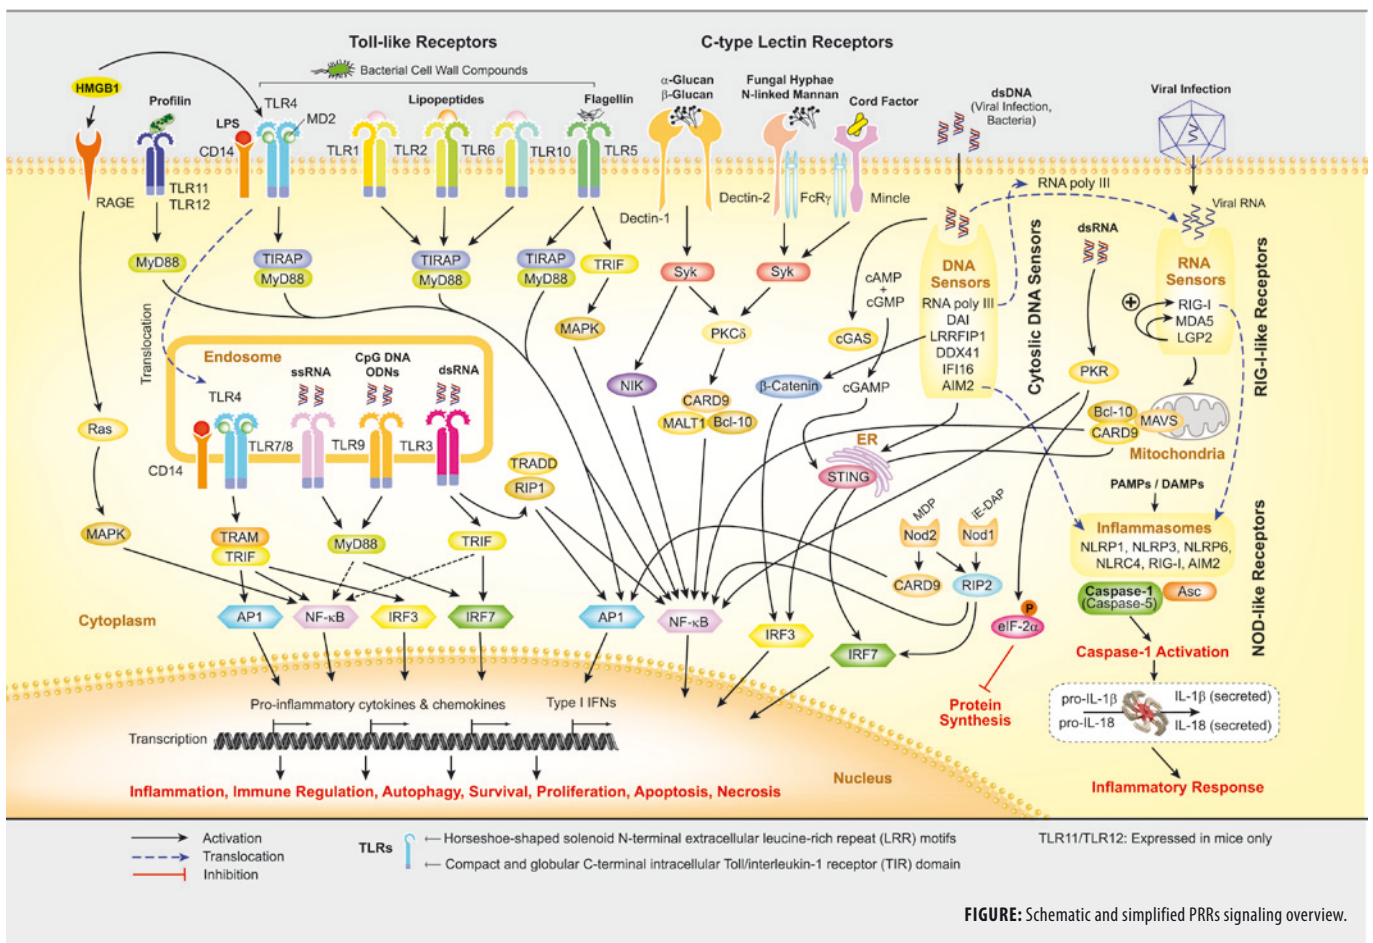 Toll-like Receptors
C-type Lectin Receptors
Bacterial Cell Wall Compounds
HMGB1
Profilin
LPS
CD14
TLR4
MD2
Lipopeptides
Flagellin
α-Glucan
β-Glucan
Fungal Hyphae
N-linked Mannan
Cord Factor
dsDNA
(Viral Infection,
Bacteria)
Viral Infection
TLR1
TLR2
TLR6
TLR10
TLR5
RAGE
TLR11
TLR12
Dectin-1
Dectin-2
FcRγ
Mincle
RNA poly III
Viral RNA
dsRNA
MyD88
TIRAP
MyD88
TIRAP
MyD88
TIRAP
MyD88
TRIF
Syk
Syk
cAMP
+
cGMP
DNA
Sensors
RNA poly III
DAI
LRRFIP1
DDX41
IFI16
AIM2
Cytoslic DNA Sensors
RNA
Sensors
RIG-I
MDA5
LGP2
+
RIG-I-like Receptors
Translocation
MAPK
PKCδ
cGAS
NIK
β-Catenin
cGAMP
PKR
Endosome
ssRNA
CpG DNA
ODNs
dsRNA
TLR4
TLR7/8
TLR9
TLR3
CD14
CARD9
MALT1
Bcl-10
Bcl-10
CARD9
MAVS
Mitochondria
Ras
ER
STING
TRADD
RIP1
PAMPs / DAMPs
MDP
iE-DAP
Nod2
Nod1
Inflammasomes
NLRP1, NLRP3, NLRP6,
NLRC4, RIG-I, AIM2
NOD-like Receptors
MAPK
TRAM
TRIF
MyD88
TRIF
CARD9
RIP2
Caspase-1
(Caspase-5)
Asc
P
eIF-2α
Cytoplasm
AP1
NF-κB
IRF3
IRF7
AP1
NF-κB
IRF3
IRF7
Caspase-1 Activation
Protein
Synthesis
pro-IL-1β
pro-IL-18
IL-1β (secreted)
IL-18 (secreted)
Pro-inflammatory cytokines & chemokines
Type I IFNs
Transcription
Nucleus
Inflammation, Immune Regulation, Autophagy, Survival, Proliferation, Apoptosis, Necrosis
Inflammatory Response
Activation
Translocation
Inhibition
TLRs
Horseshoe-shaped solenoid N-terminal extracellular leucine-rich repeat (LRR) motifs
Compact and globular C-terminal intracellular Toll/interleukin-1 receptor (TIR) domain
TLR11/TLR12: Expressed in mice only
FIGURE: Schematic and simplified PRRs signaling overview.